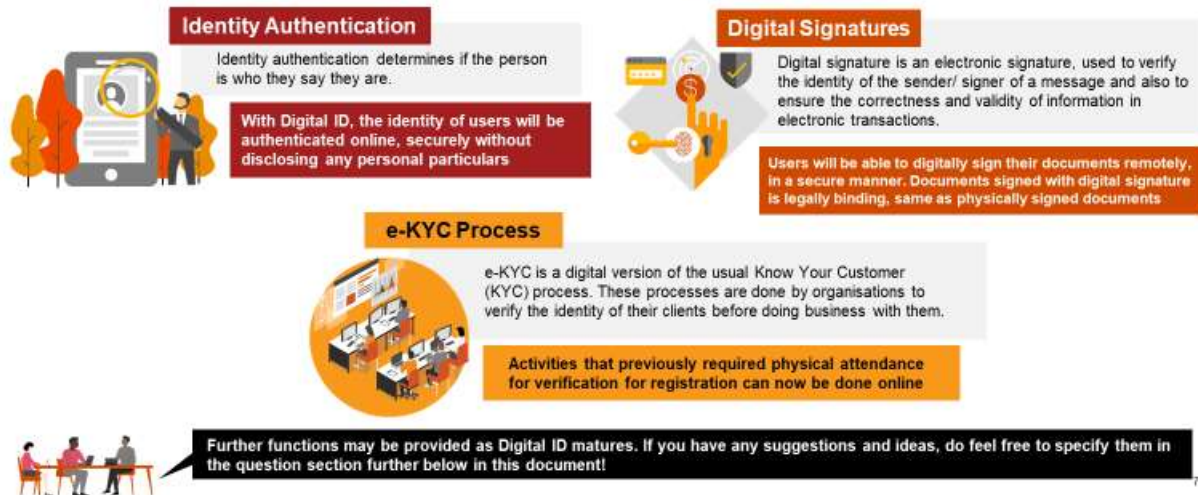 Identity Authentication
Identity authentication determines if the person
is who they say they are.
With Digital ID, the identity of users will be
authenticated online, securely without
disclosing any personal particulars
Digital Signatures
Digital signature is an electronic signature, used to verify
the identity of the sender/ signer of a message and also to
ensure the correctness and validity of information in
electronic transactions.
Users will be able to digitally sign their documents remotely,
in a secure manner. Documents signed with digital signature
is legally binding, same as physically signed documents
e-KYC Process
e-KYC is a digital version of the usual Know Your Customer
(KYC) process. These processes are done by organisations to
verify the identity of their clients before doing business with them.
Activities that previously required physical attendance
for verification for registration can now be done online
Further functions may be provided as Digital ID matures. If you have any suggestions and ideas, do feel free to specify them in
the question section further below in this document!